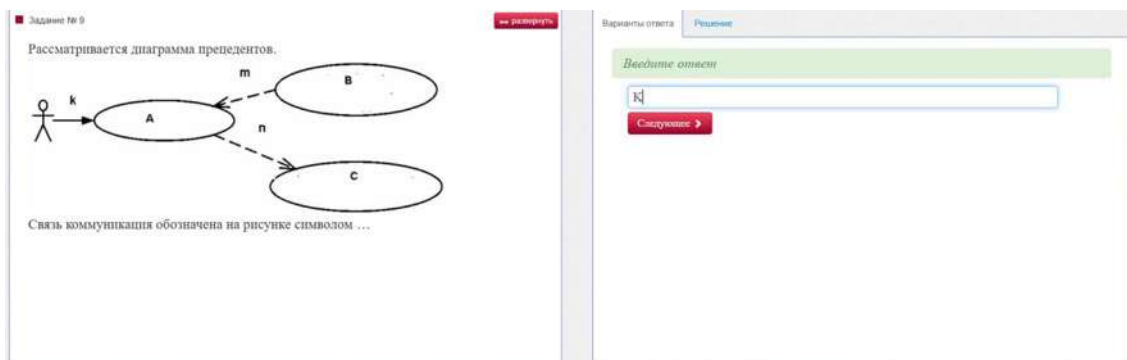 Задание № 9
развернуть
Рассматривается диаграмма прецедентов.
m
B
k
A
n
C
Связь коммуникация обозначена на рисунке символом …
Варианты ответа
Решение
Введите ответ
K
Следующее